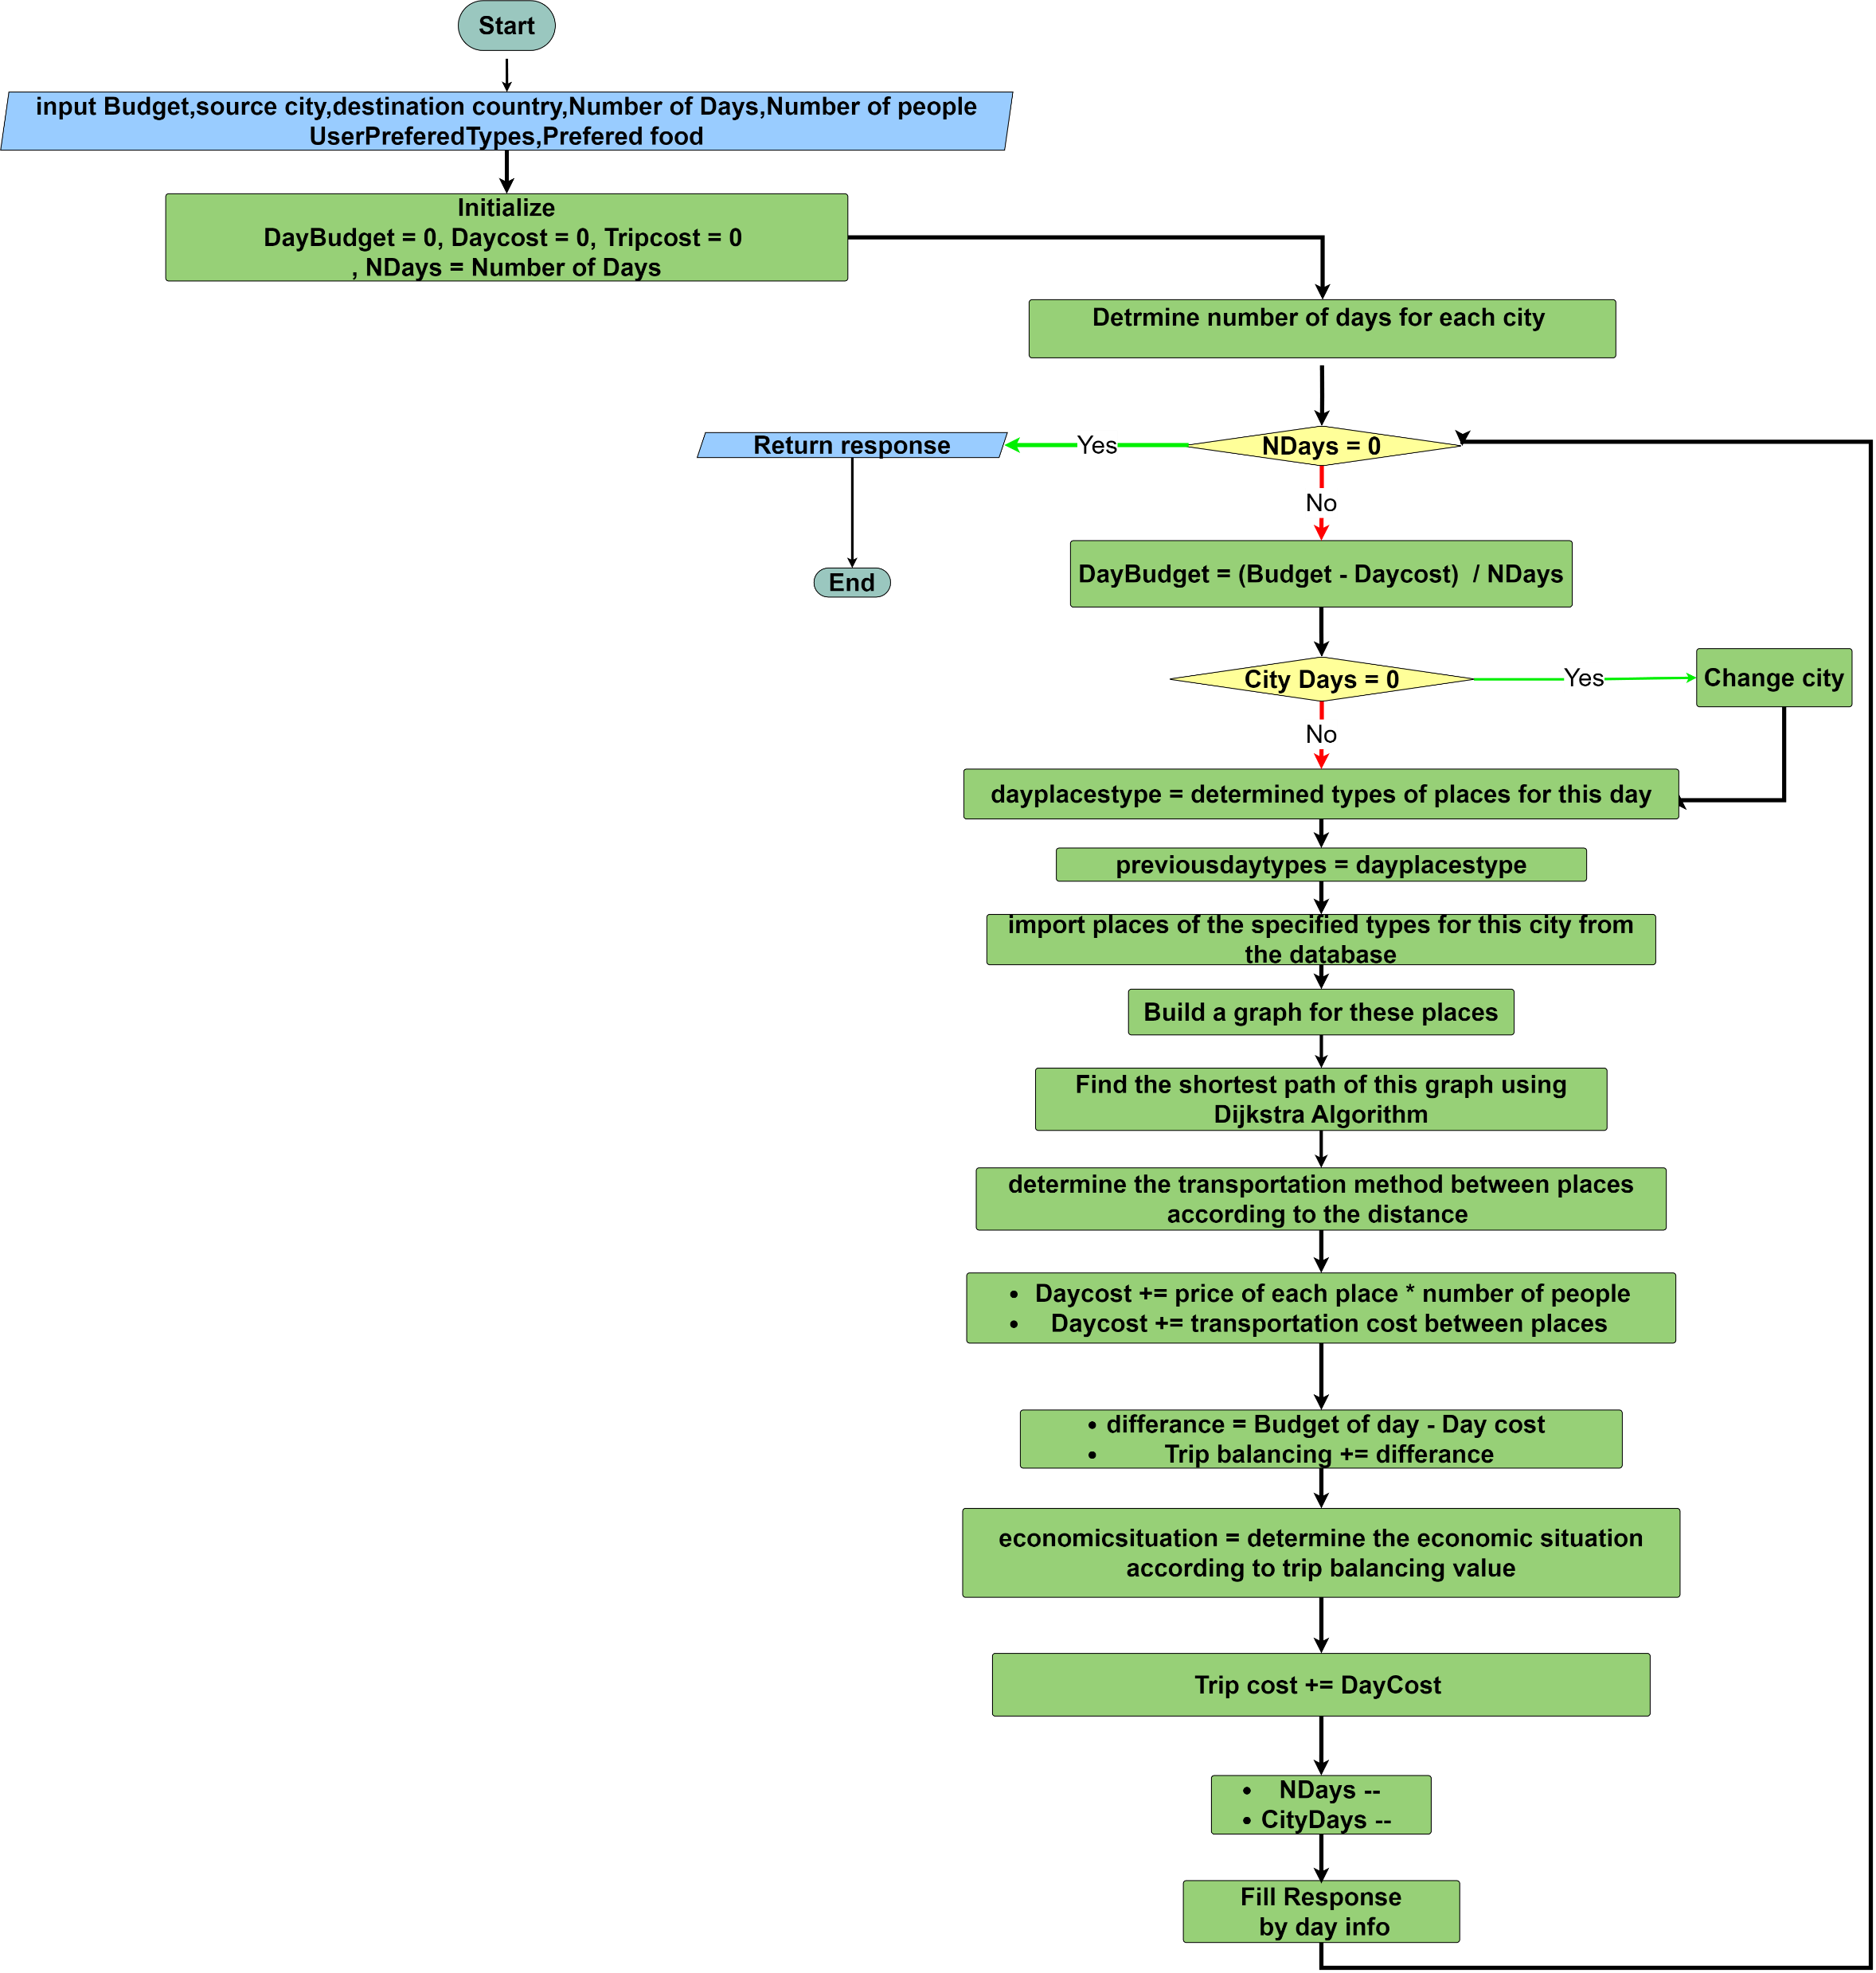 Start
input Budget,source city,destination country,Number of Days,Number of people
UserPreferedTypes,Prefered food
Initialize
DayBudget = 0, Daycost = 0, Tripcost = 0
, NDays = Number of Days
Detrmine number of days for each city
Return response
Yes
NDays = 0
No
End
DayBudget = (Budget - Daycost)  / NDays
City Days = 0
Yes
Change city
No
dayplacestype = determined types of places for this day
previousdaytypes = dayplacestype
import places of the specified types for this city from
the database
Build a graph for these places
Find the shortest path of this graph using
Dijkstra Algorithm
determine the transportation method between places
according to the distance
• Daycost += price of each place * number of people
• Daycost += transportation cost between places
• differance = Budget of day - Day cost
• Trip balancing += differance
economicsituation = determine the economic situation
according to trip balancing value
Trip cost += DayCost
• NDays --
• CityDays --
Fill Response
by day info